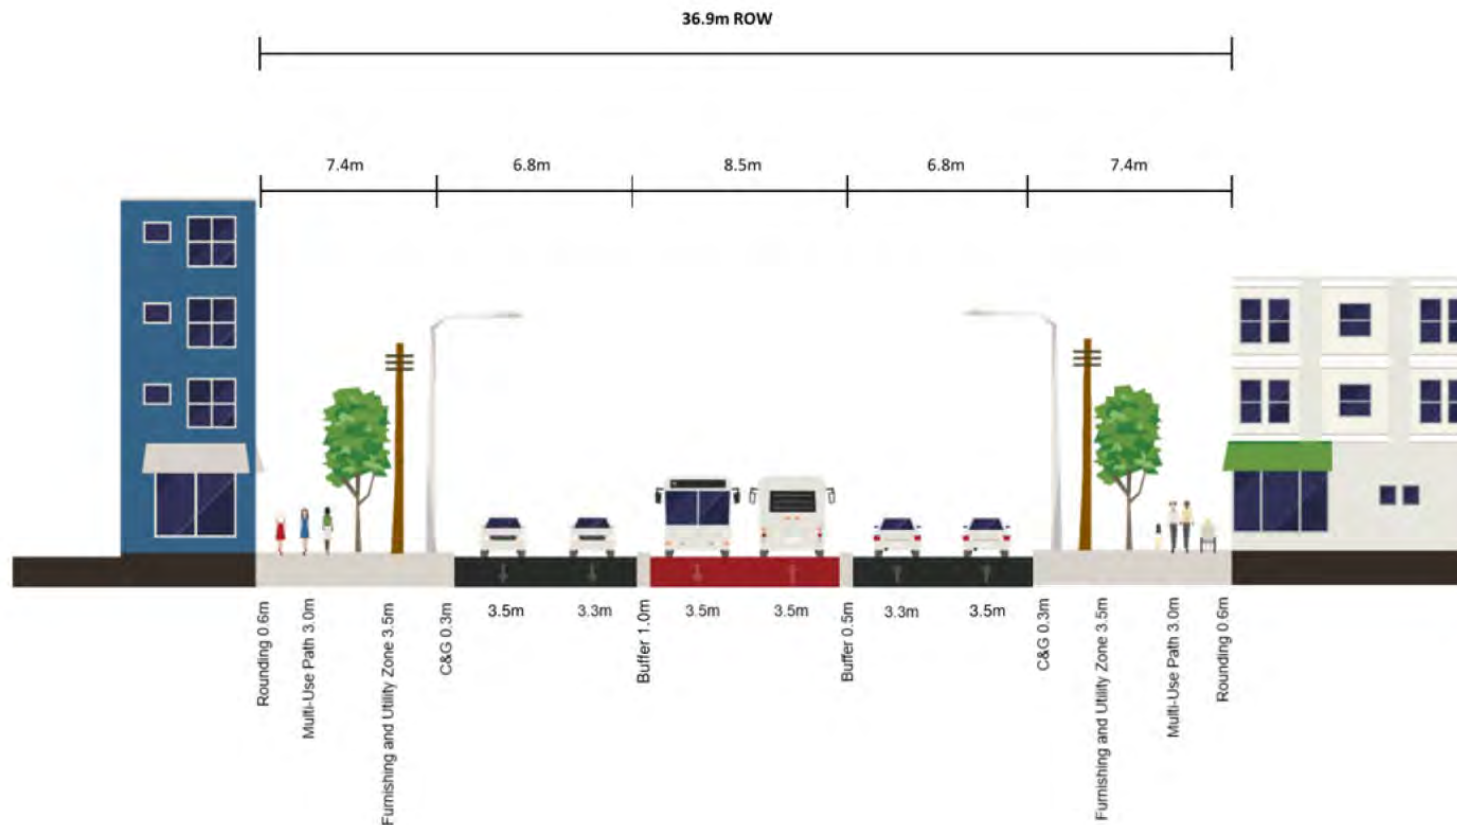 36.9m ROW
7.4m
6.8m
8.5m
6.8m
7.4m
3.5m
3.3m
3.5m
3.5m
3.3m
3.5m
Rounding 0.6m
Multi-Use Path 3.0m
Furnishing and Utility Zone 3.5m
C&G 0.3m
Buffer 1.0m
Buffer 0.5m
C&G 0.3m
Furnishing and Utility Zone 3.5m
Multi-Use Path 3.0m
Rounding 0.6m